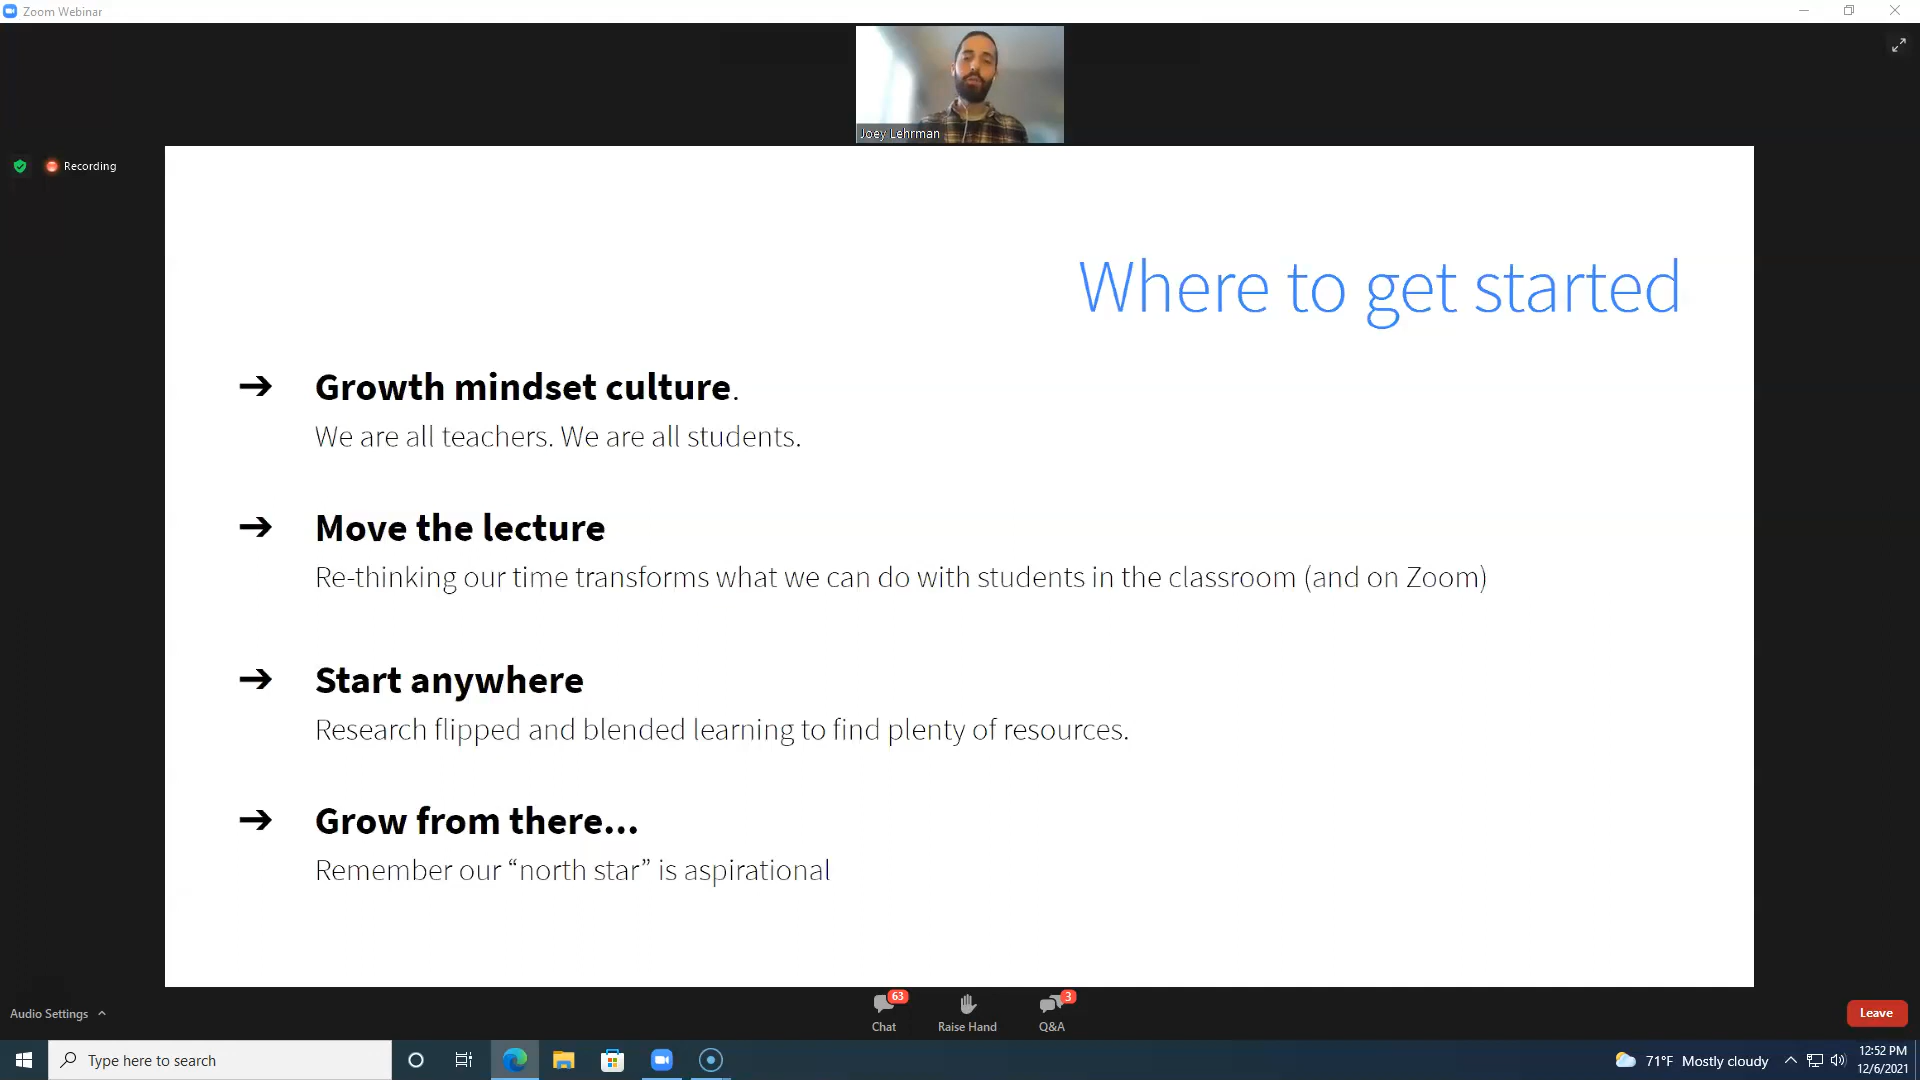 Zoom Webinar
Joey Lehrman
Recording
Where to get started
➔ Growth mindset culture.
We are all teachers. We are all students.
➔ Move the lecture
Re-thinking our time transforms what we can do with students in the classroom (and on Zoom)
➔ Start anywhere
Research flipped and blended learning to find plenty of resources.
➔ Grow from there...
Remember our “north star” is aspirational
63
3
Audio Settings
Chat
Raise Hand
Q&A
Leave
Type here to search
71°F Mostly cloudy
12:52 PM
12/6/2021